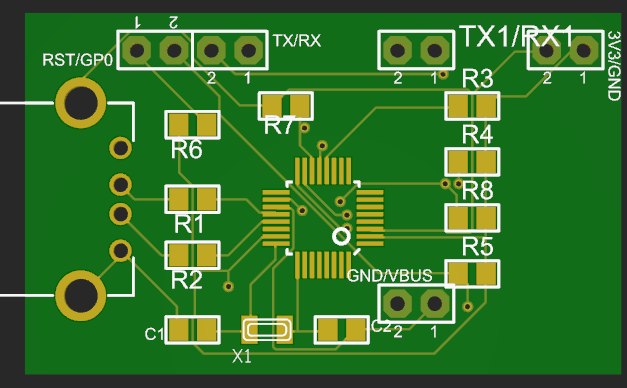 1 2
RST/GP0
TX/RX
2 1
TX1/RX1
2 1
2 1
3V3/GND
R3
R7
R4
R6
R8
R1
R5
R2
GND/VBUS
C1
C2
2 1
X1